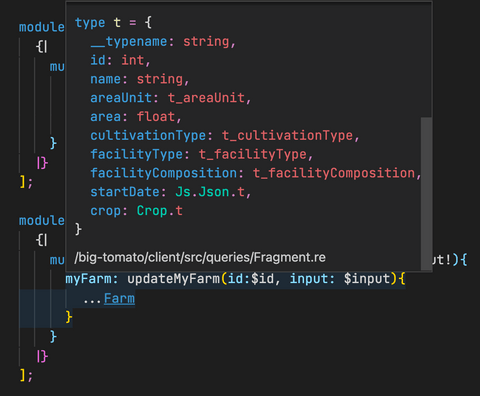 module
{|
mu
}
|}
];
type t = {
__typename: string,
id: int,
name: string,
areaUnit: t_areaUnit,
area: float,
cultivationType: t_cultivationType,
facilityType: t_facilityType,
facilityComposition: t_facilityComposition,
startDate: Js.Json.t,
crop: Crop.t
}
/big-tomato/client/src/queries/Fragment.re
module
{|
mu ut!){
myFarm: updateMyFarm(id:$id, input: $input){
...Farm
}
}
|}
];